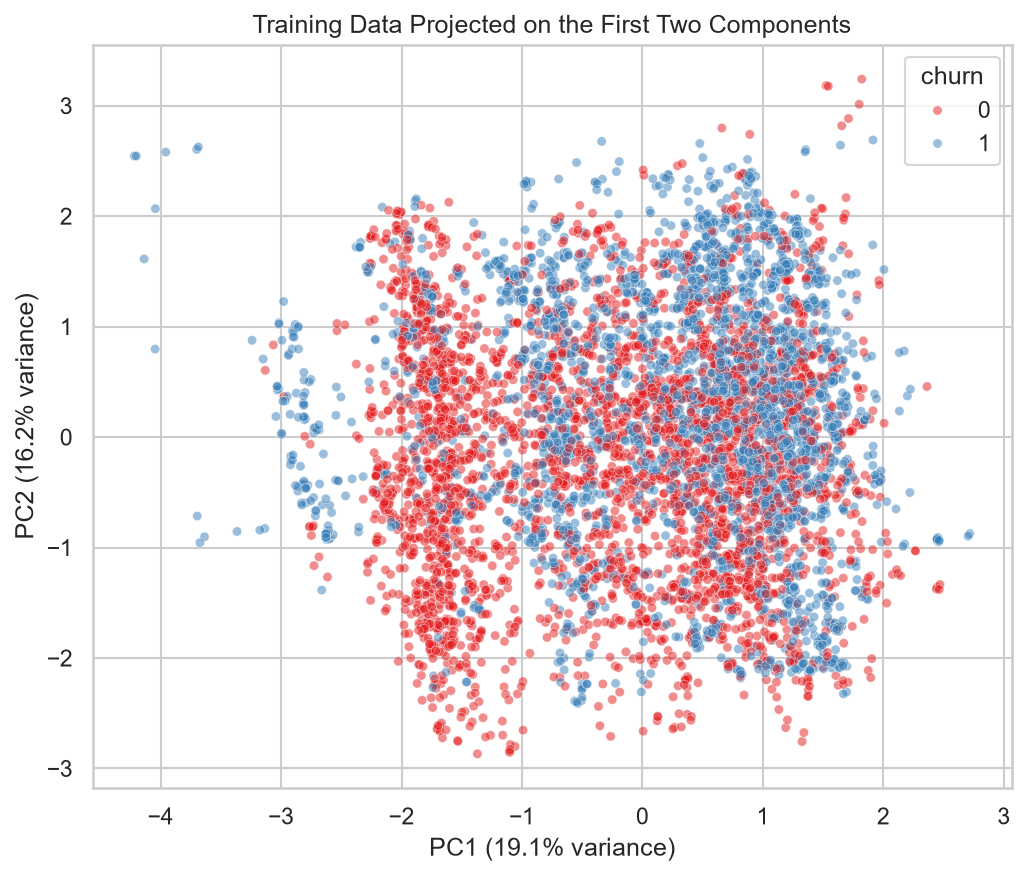 Training Data Projected on the First Two Components
churn
0
1
3
2
1
0
−1
−2
−3
PC2 (16.2% variance)
−4 −3 −2 −1 0 1 2 3
PC1 (19.1% variance)